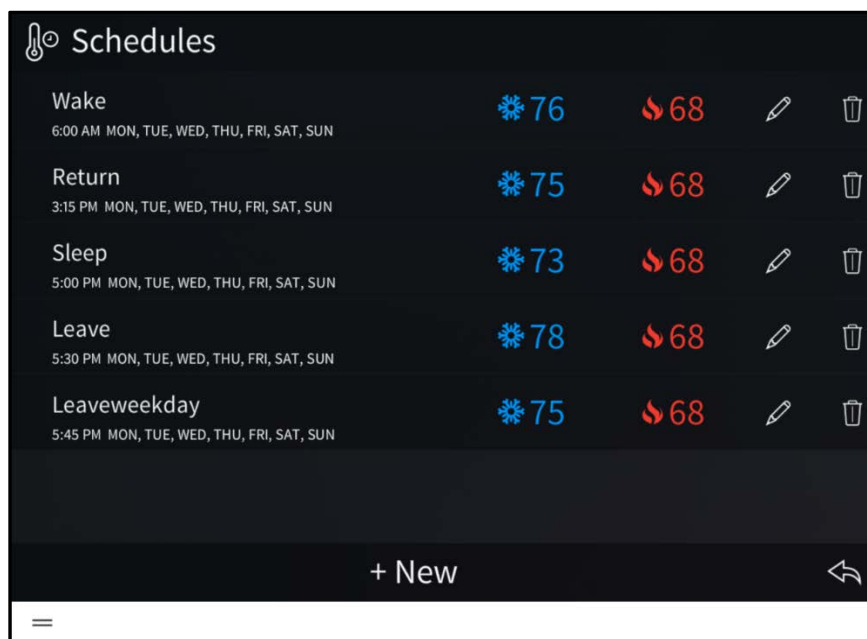 Schedules
Wake 76 68
6:00 AM MON, TUE, WED, THU, FRI, SAT, SUN
Return 75 68
3:15 PM MON, TUE, WED, THU, FRI, SAT, SUN
Sleep 73 68
5:00 PM MON, TUE, WED, THU, FRI, SAT, SUN
Leave 78 68
5:30 PM MON, TUE, WED, THU, FRI, SAT, SUN
Leaveweekday 75 68
5:45 PM MON, TUE, WED, THU, FRI, SAT, SUN
+ New